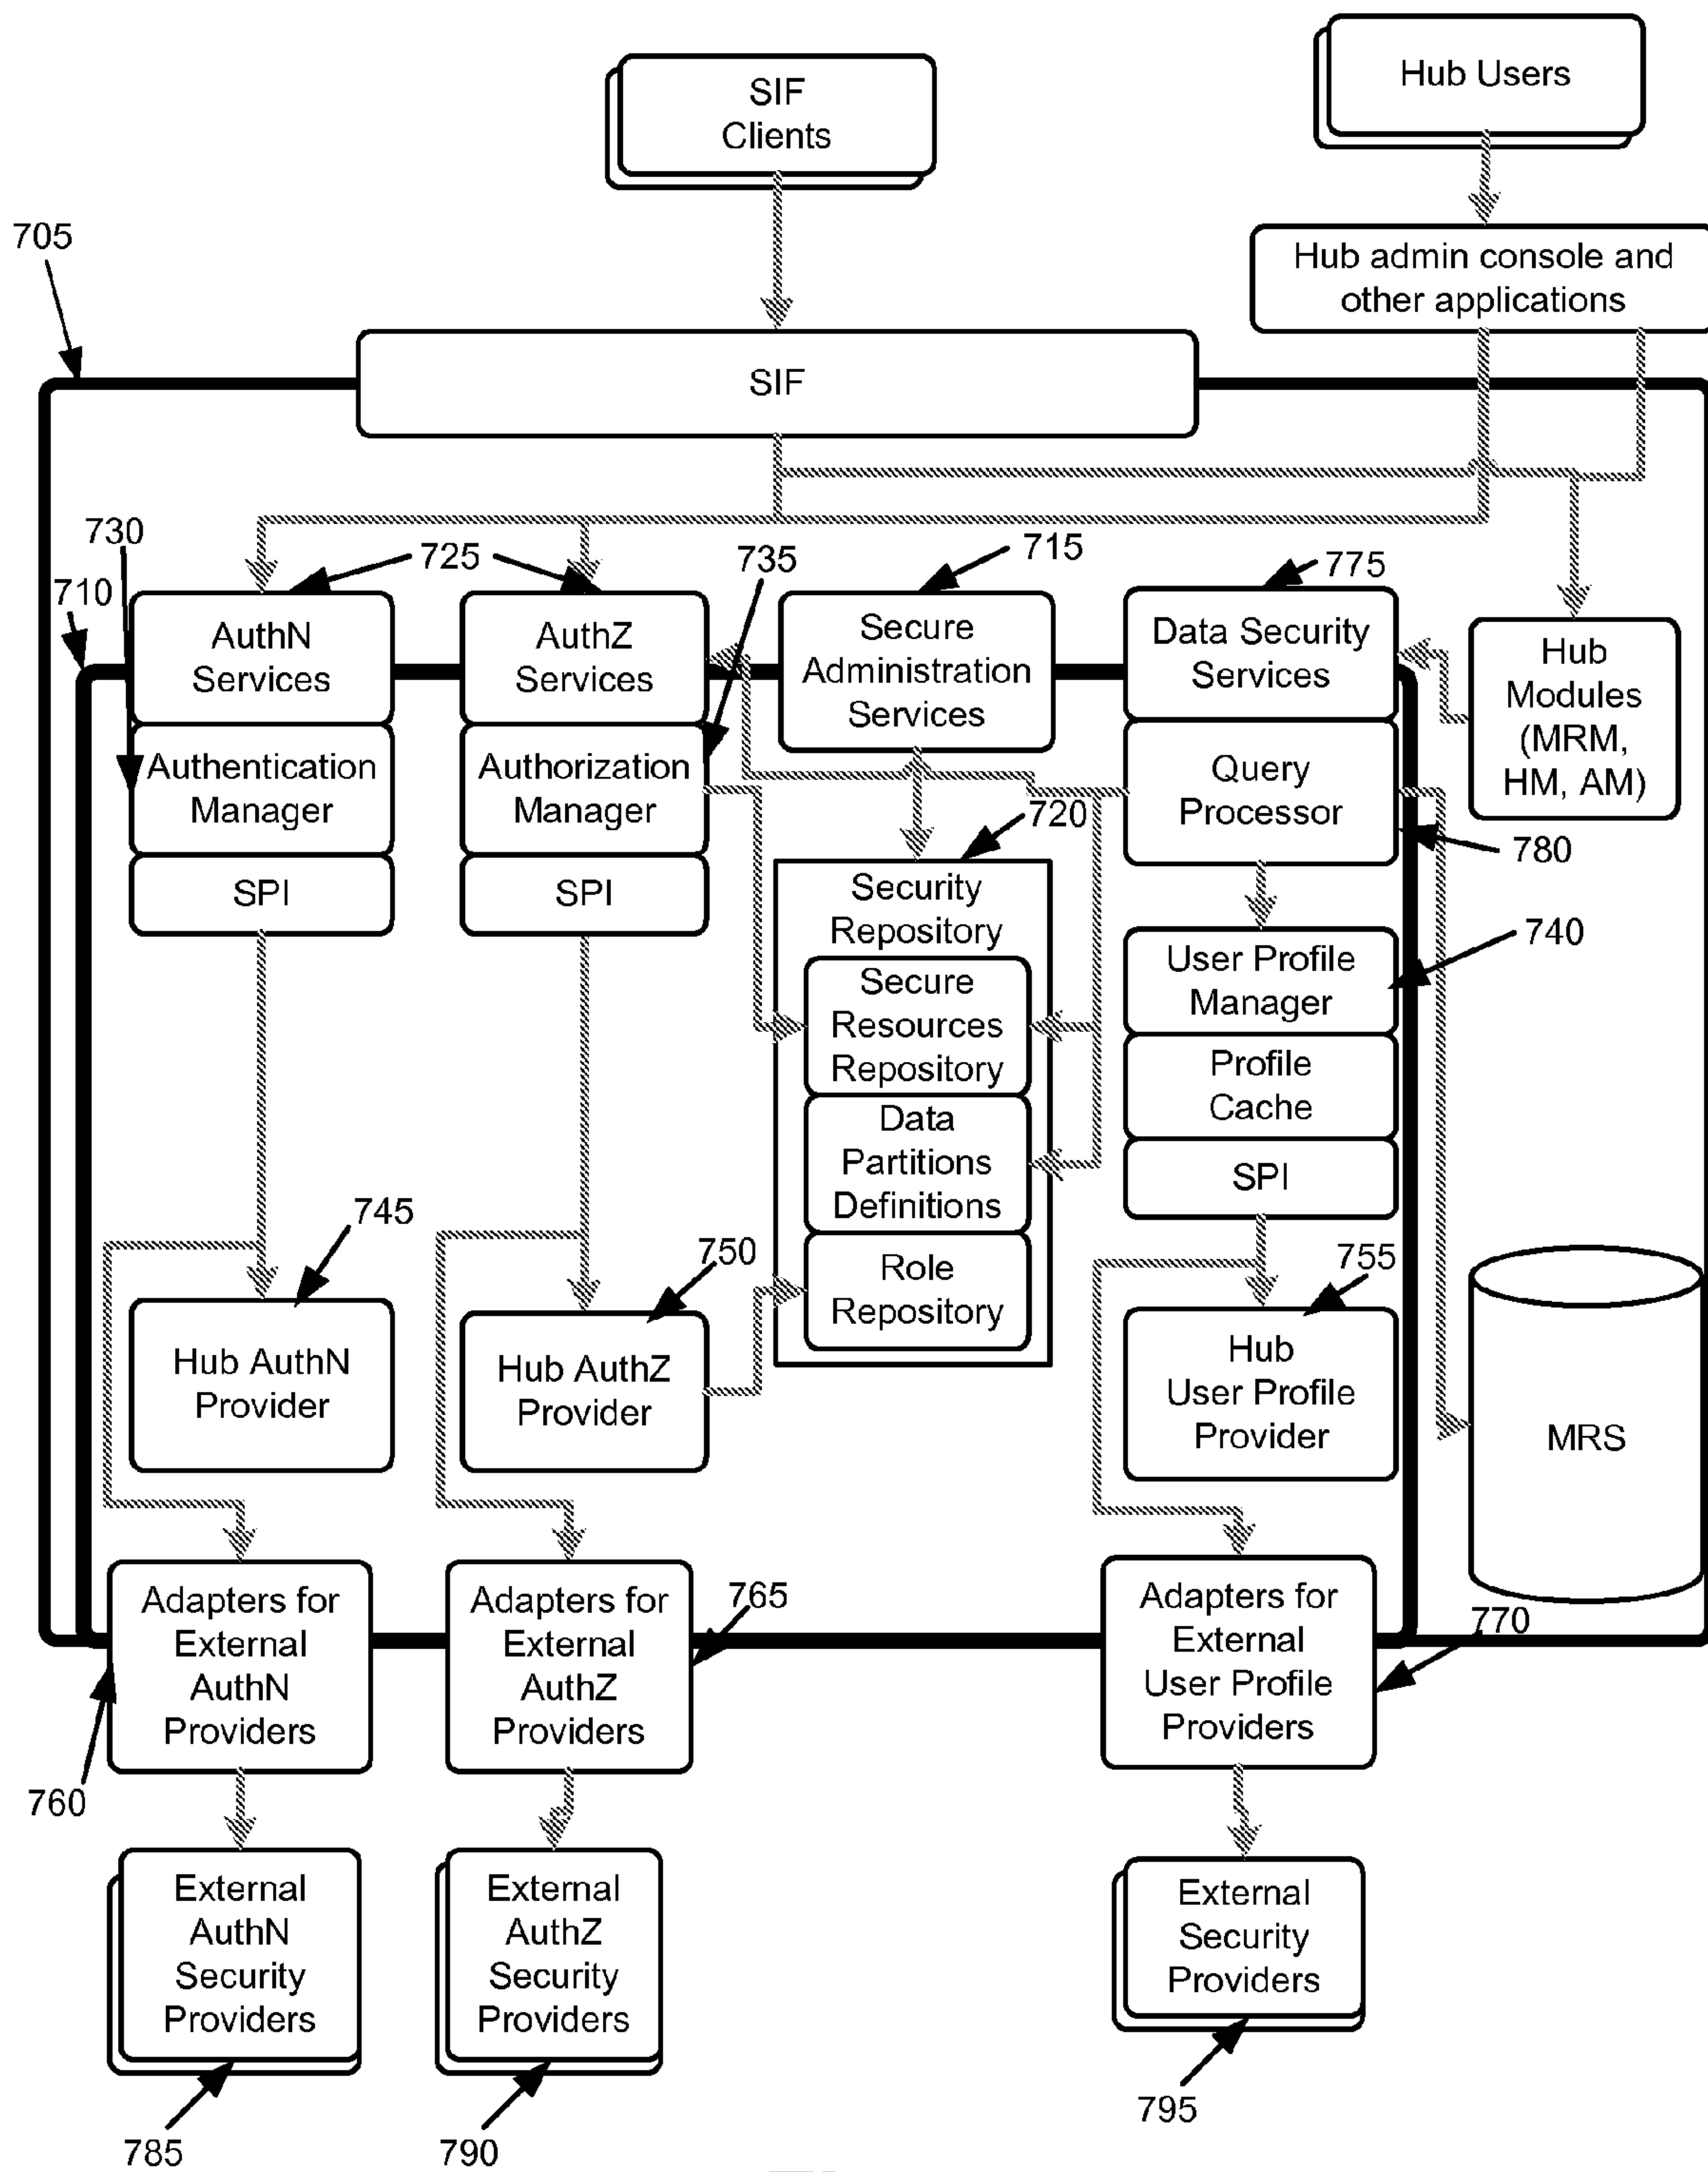 Hub Users
SIF
Clients
705
Hub admin console and
other applications
SIF
730
725
735
715
775
710
AuthN
Services
AuthZ
Services
Secure
Administration
Services
Data Security
Services
Hub
Modules
(MRM,
HM, AM)
Authentication
Manager
Authorization
Manager
Query
Processor
720
780
SPI
SPI
Security
Repository
740
User Profile
Manager
Secure
Resources
Repository
Profile
Cache
Data
Partitions
Definitions
SPI
745
750
755
Role
Repository
Hub AuthN
Provider
Hub AuthZ
Provider
Hub
User Profile
Provider
MRS
Adapters for
External
AuthN
Providers
Adapters for
External
AuthZ
Providers
765
Adapters for
External
User Profile
Providers
770
760
External
AuthN
Security
Providers
External
AuthZ
Security
Providers
External
Security
Providers
785
790
795